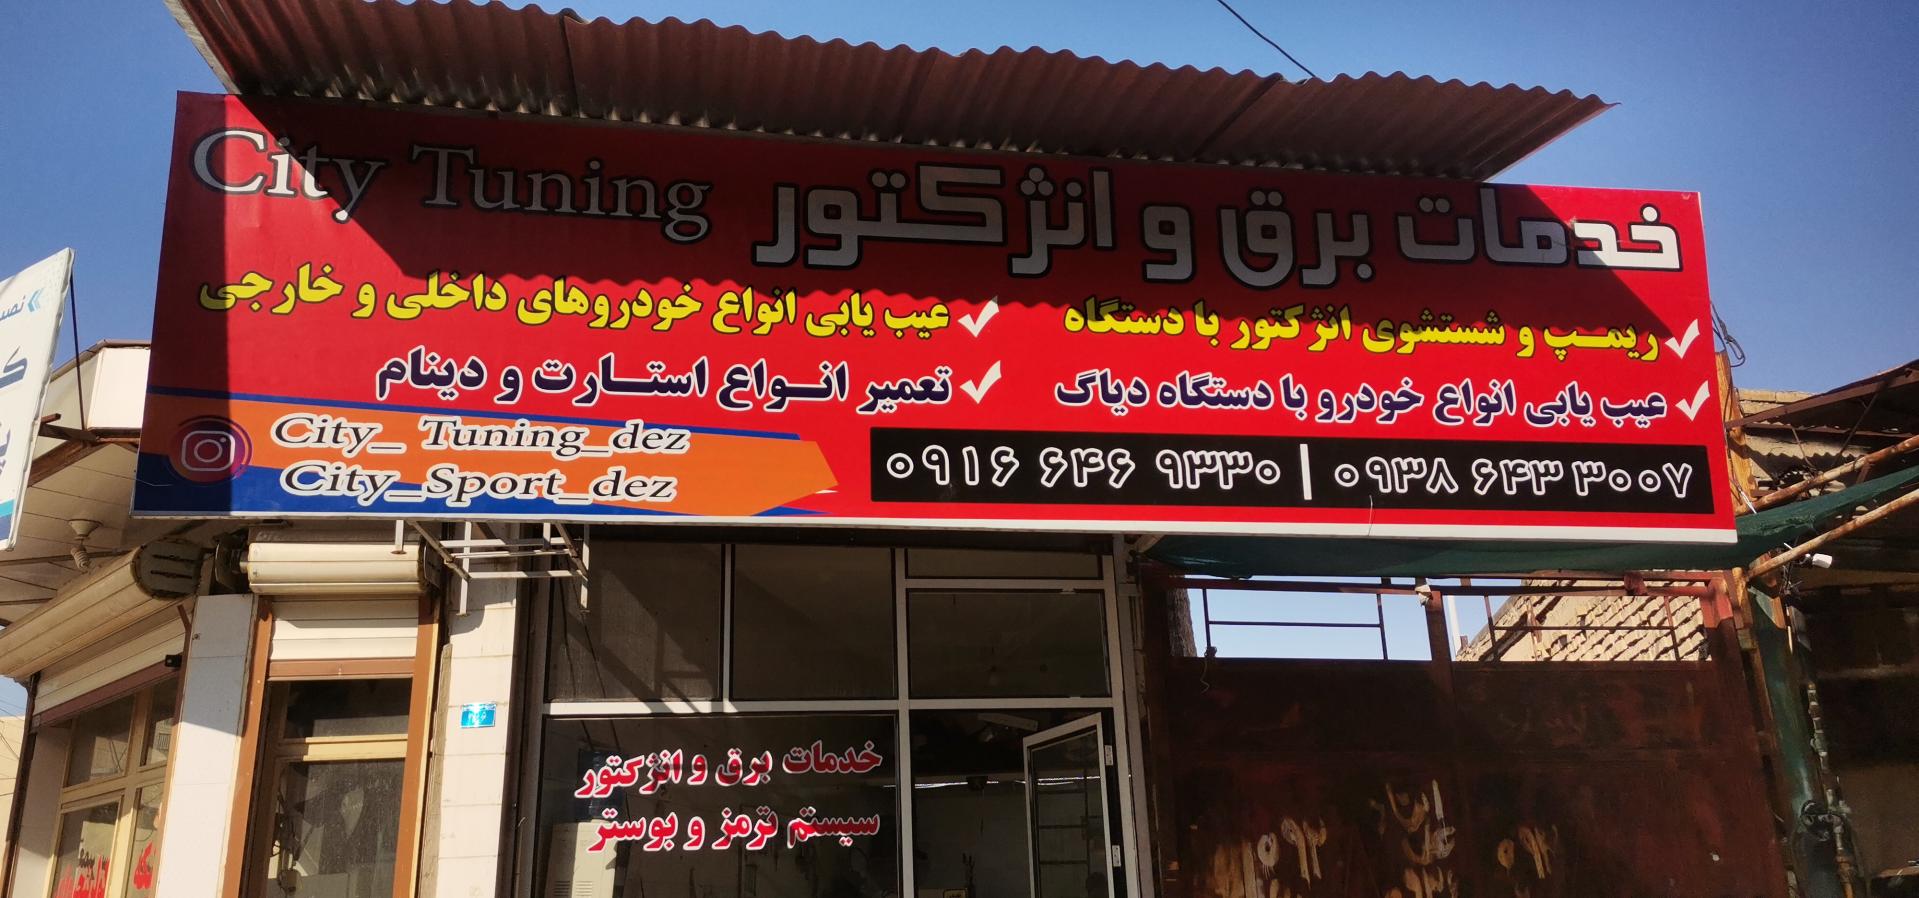 خدمات برق و انژکتور City Tuning
ریمپ و شستشوی انژکتور با دستگاه
عیب یابی انواع خودروهای داخلی و خارجی
عیب یابی انواع خودرو با دستگاه دیاگ
تعمیر انواع استارت و دینام
City_ Tuning_dez
City_Sport_dez
۰۹۱۶ ۶۴۶ ۹۳۳۰ | ۰۹۳۸ ۶۴۳ ۳۰۰۷
خدمات برق و انژکتور
سیستم ترمز و بوستر